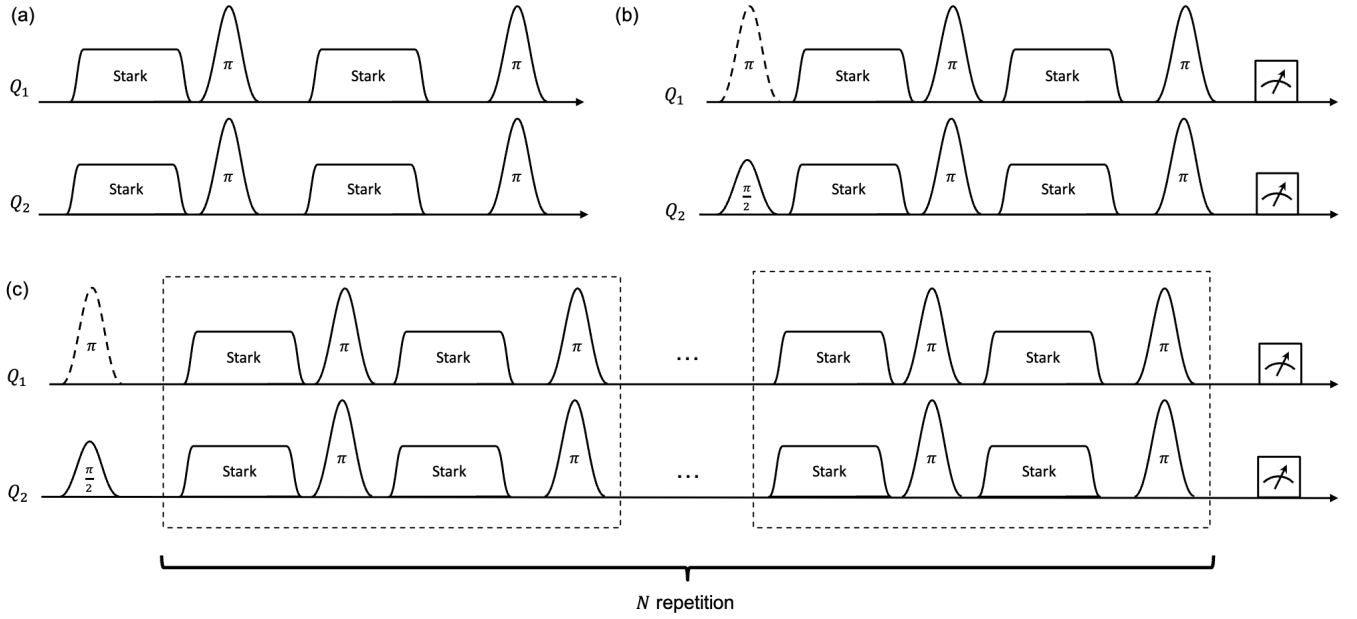 (a)
Stark π Stark π
Q₁
Stark π Stark π
Q₂
(b)
π Stark π Stark π
Q₁
π/2 Stark π Stark π
Q₂
(c)
π Stark π Stark π ... Stark π Stark π
Q₁
π/2 Stark π Stark π ... Stark π Stark π
Q₂
N repetition